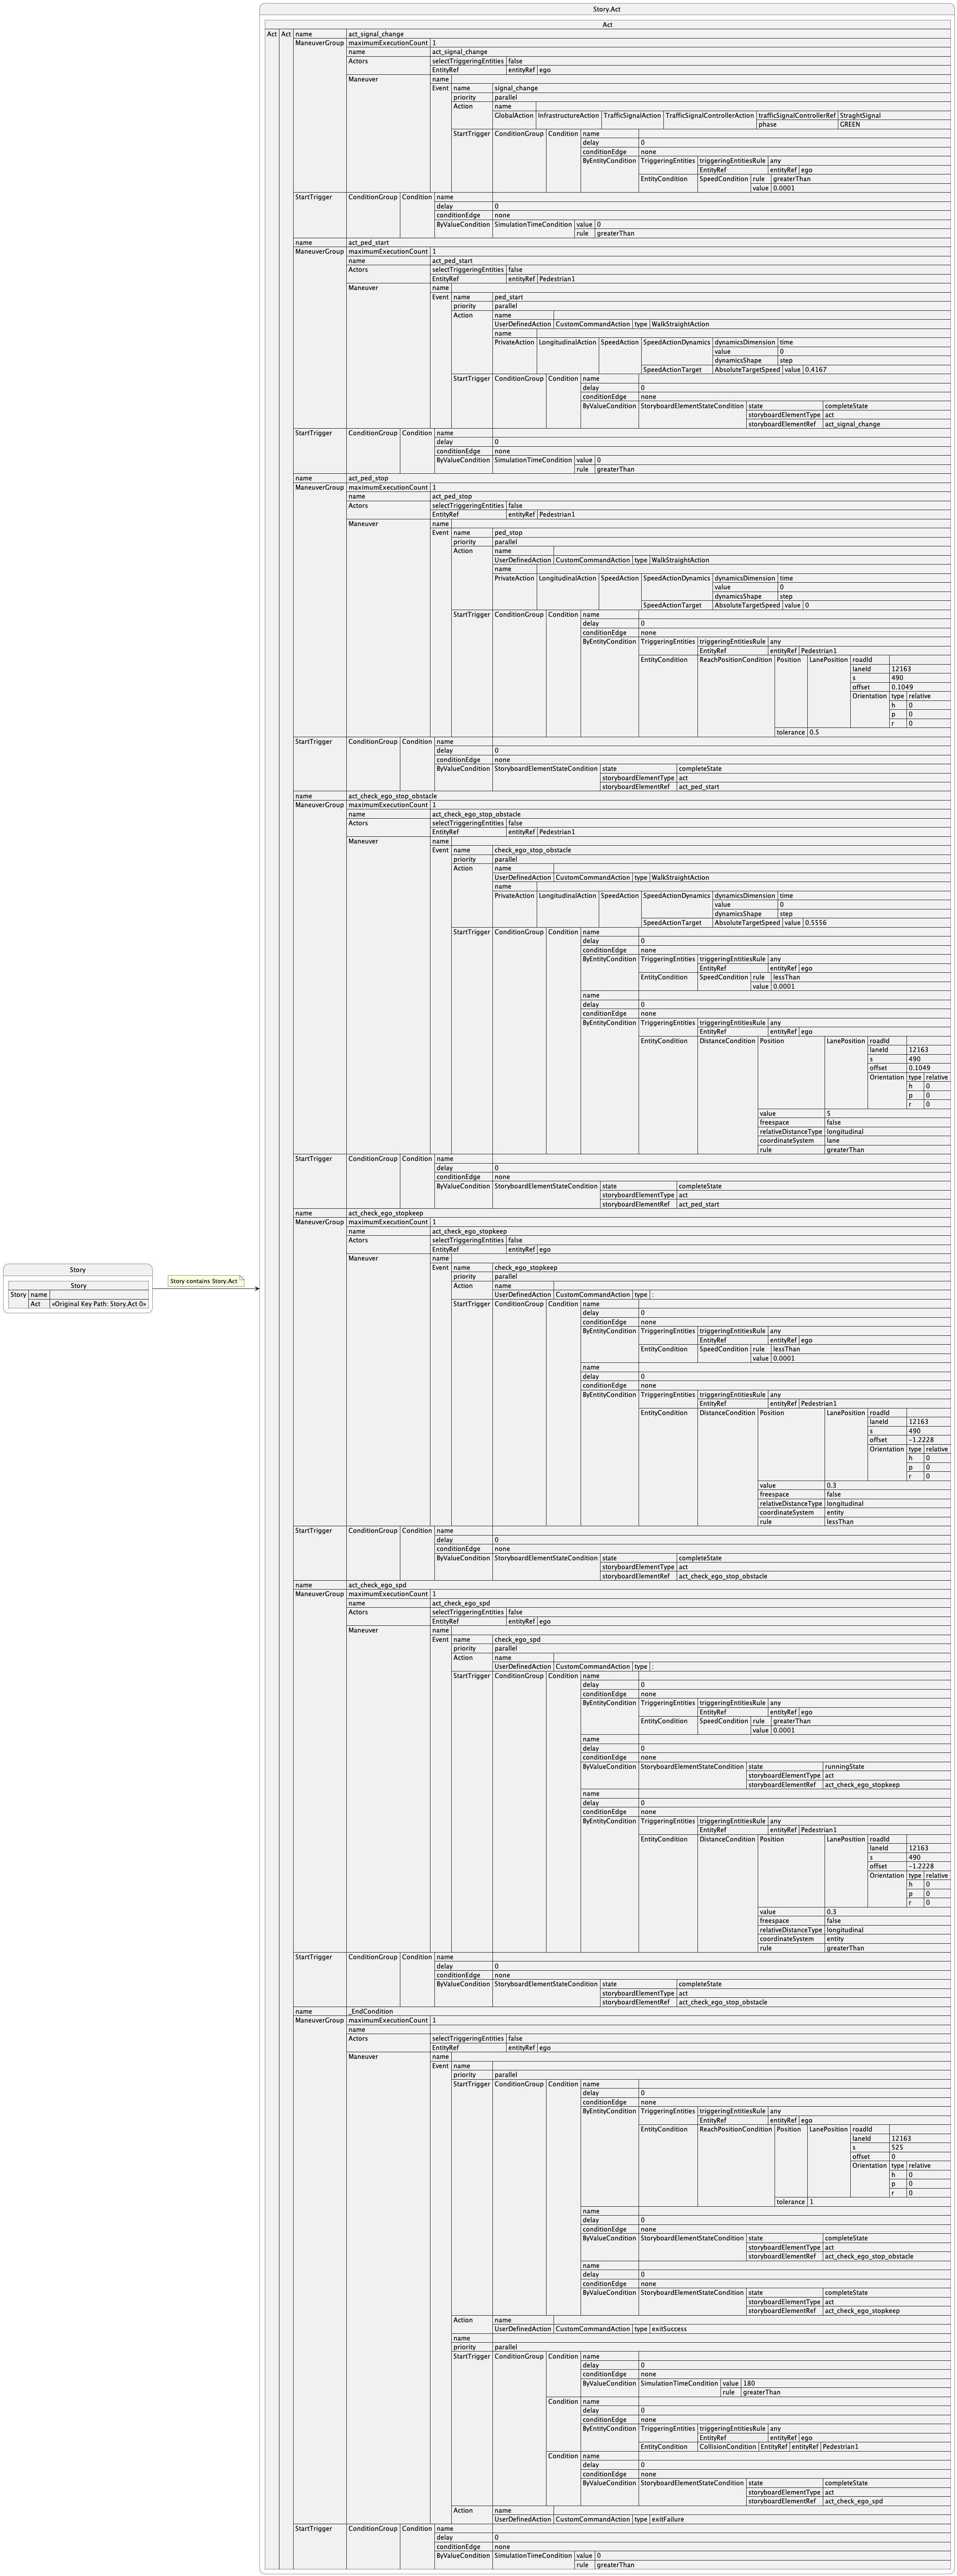 Story
Story
Story name
Act «Original Key Path: Story.Act 0»
Story contains Story.Act
Story.Act
Act
Act Act name act_signal_change
ManeuverGroup maximumExecutionCount 1
name act_signal_change
Actors selectTriggeringEntities false
EntityRef entityRef ego
Maneuver name
Event name signal_change
priority parallel
Action name
GlobalAction InfrastructureAction TrafficSignalAction TrafficSignalControllerAction trafficSignalControllerRef StraghtSignal
phase GREEN
StartTrigger ConditionGroup Condition name
delay 0
conditionEdge none
ByEntityCondition TriggeringEntities triggeringEntitiesRule any
EntityRef entityRef ego
EntityCondition SpeedCondition rule greaterThan
value 0.0001
StartTrigger ConditionGroup Condition name
delay 0
conditionEdge none
ByValueCondition SimulationTimeCondition value 0
rule greaterThan
name act_ped_start
ManeuverGroup maximumExecutionCount 1
name act_ped_start
Actors selectTriggeringEntities false
EntityRef entityRef Pedestrian1
Maneuver name
Event name ped_start
priority parallel
Action name
UserDefinedAction CustomCommandAction type WalkStraightAction
name
PrivateAction LongitudinalAction SpeedAction SpeedActionDynamics dynamicsDimension time
value 0
dynamicsShape step
SpeedActionTarget AbsoluteTargetSpeed value 0.4167
StartTrigger ConditionGroup Condition name
delay 0
conditionEdge none
ByValueCondition StoryboardElementStateCondition state completeState
storyboardElementType act
storyboardElementRef act_signal_change
StartTrigger ConditionGroup Condition name
delay 0
conditionEdge none
ByValueCondition SimulationTimeCondition value 0
rule greaterThan
name act_ped_stop
ManeuverGroup maximumExecutionCount 1
name act_ped_stop
Actors selectTriggeringEntities false
EntityRef entityRef Pedestrian1
Maneuver name
Event name ped_stop
priority parallel
Action name
UserDefinedAction CustomCommandAction type WalkStraightAction
name
PrivateAction LongitudinalAction SpeedAction SpeedActionDynamics dynamicsDimension time
value 0
dynamicsShape step
SpeedActionTarget AbsoluteTargetSpeed value 0
StartTrigger ConditionGroup Condition name
delay 0
conditionEdge none
ByEntityCondition TriggeringEntities triggeringEntitiesRule any
EntityRef entityRef Pedestrian1
EntityCondition ReachPositionCondition Position LanePosition roadId
laneId 12163
s 490
offset 0.1049
Orientation type relative
h 0
p 0
r 0
tolerance 0.5
StartTrigger ConditionGroup Condition name
delay 0
conditionEdge none
ByValueCondition StoryboardElementStateCondition state completeState
storyboardElementType act
storyboardElementRef act_ped_start
name act_check_ego_stop_obstacle
ManeuverGroup maximumExecutionCount 1
name act_check_ego_stop_obstacle
Actors selectTriggeringEntities false
EntityRef entityRef Pedestrian1
Maneuver name
Event name check_ego_stop_obstacle
priority parallel
Action name
UserDefinedAction CustomCommandAction type WalkStraightAction
name
PrivateAction LongitudinalAction SpeedAction SpeedActionDynamics dynamicsDimension time
value 0
dynamicsShape step
SpeedActionTarget AbsoluteTargetSpeed value 0.5556
StartTrigger ConditionGroup Condition name
delay 0
conditionEdge none
ByEntityCondition TriggeringEntities triggeringEntitiesRule any
EntityRef entityRef ego
EntityCondition SpeedCondition rule lessThan
value 0.0001
name
delay 0
conditionEdge none
ByEntityCondition TriggeringEntities triggeringEntitiesRule any
EntityRef entityRef ego
EntityCondition DistanceCondition Position LanePosition roadId
laneId 12163
s 490
offset 0.1049
Orientation type relative
h 0
p 0
r 0
value 5
freespace false
relativeDistanceType longitudinal
coordinateSystem lane
rule greaterThan
StartTrigger ConditionGroup Condition name
delay 0
conditionEdge none
ByValueCondition StoryboardElementStateCondition state completeState
storyboardElementType act
storyboardElementRef act_ped_start
name act_check_ego_stopkeep
ManeuverGroup maximumExecutionCount 1
name act_check_ego_stopkeep
Actors selectTriggeringEntities false
EntityRef entityRef ego
Maneuver name
Event name check_ego_stopkeep
priority parallel
Action name
UserDefinedAction CustomCommandAction type :
StartTrigger ConditionGroup Condition name
delay 0
conditionEdge none
ByEntityCondition TriggeringEntities triggeringEntitiesRule any
EntityRef entityRef ego
EntityCondition SpeedCondition rule lessThan
value 0.0001
name
delay 0
conditionEdge none
ByEntityCondition TriggeringEntities triggeringEntitiesRule any
EntityRef entityRef Pedestrian1
EntityCondition DistanceCondition Position LanePosition roadId
laneId 12163
s 490
offset -1.2228
Orientation type relative
h 0
p 0
r 0
value 0.3
freespace false
relativeDistanceType longitudinal
coordinateSystem entity
rule lessThan
StartTrigger ConditionGroup Condition name
delay 0
conditionEdge none
ByValueCondition StoryboardElementStateCondition state completeState
storyboardElementType act
storyboardElementRef act_check_ego_stop_obstacle
name act_check_ego_spd
ManeuverGroup maximumExecutionCount 1
name act_check_ego_spd
Actors selectTriggeringEntities false
EntityRef entityRef ego
Maneuver name
Event name check_ego_spd
priority parallel
Action name
UserDefinedAction CustomCommandAction type :
StartTrigger ConditionGroup Condition name
delay 0
conditionEdge none
ByEntityCondition TriggeringEntities triggeringEntitiesRule any
EntityRef entityRef ego
EntityCondition SpeedCondition rule greaterThan
value 0.0001
name
delay 0
conditionEdge none
ByValueCondition StoryboardElementStateCondition state runningState
storyboardElementType act
storyboardElementRef act_check_ego_stopkeep
name
delay 0
conditionEdge none
ByEntityCondition TriggeringEntities triggeringEntitiesRule any
EntityRef entityRef Pedestrian1
EntityCondition DistanceCondition Position LanePosition roadId
laneId 12163
s 490
offset -1.2228
Orientation type relative
h 0
p 0
r 0
value 0.3
freespace false
relativeDistanceType longitudinal
coordinateSystem entity
rule greaterThan
StartTrigger ConditionGroup Condition name
delay 0
conditionEdge none
ByValueCondition StoryboardElementStateCondition state completeState
storyboardElementType act
storyboardElementRef act_check_ego_stop_obstacle
name _EndCondition
ManeuverGroup maximumExecutionCount 1
name
Actors selectTriggeringEntities false
EntityRef entityRef ego
Maneuver name
Event name
priority parallel
StartTrigger ConditionGroup Condition name
delay 0
conditionEdge none
ByEntityCondition TriggeringEntities triggeringEntitiesRule any
EntityRef entityRef ego
EntityCondition ReachPositionCondition Position LanePosition roadId
laneId 12163
s 525
offset 0
Orientation type relative
h 0
p 0
r 0
tolerance 1
name
delay 0
conditionEdge none
ByValueCondition StoryboardElementStateCondition state completeState
storyboardElementType act
storyboardElementRef act_check_ego_stop_obstacle
name
delay 0
conditionEdge none
ByValueCondition StoryboardElementStateCondition state completeState
storyboardElementType act
storyboardElementRef act_check_ego_stopkeep
Action name
UserDefinedAction CustomCommandAction type exitSuccess
name
priority parallel
StartTrigger ConditionGroup Condition name
delay 0
conditionEdge none
ByValueCondition SimulationTimeCondition value 180
rule greaterThan
Condition name
delay 0
conditionEdge none
ByEntityCondition TriggeringEntities triggeringEntitiesRule any
EntityRef entityRef ego
EntityCondition CollisionCondition EntityRef entityRef Pedestrian1
Condition name
delay 0
conditionEdge none
ByValueCondition StoryboardElementStateCondition state completeState
storyboardElementType act
storyboardElementRef act_check_ego_spd
Action name
UserDefinedAction CustomCommandAction type exitFailure
StartTrigger ConditionGroup Condition name
delay 0
conditionEdge none
ByValueCondition SimulationTimeCondition value 0
rule greaterThan